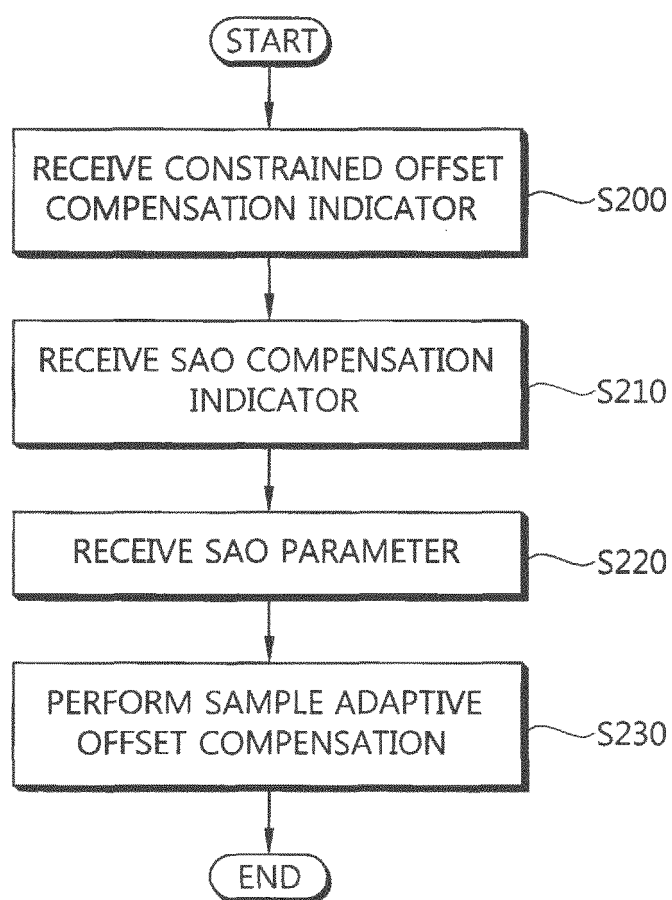 START
RECEIVE CONSTRAINED OFFSET
COMPENSATION INDICATOR
S200
RECEIVE SAO COMPENSATION
INDICATOR
S210
RECEIVE SAO PARAMETER
S220
PERFORM SAMPLE ADAPTIVE
OFFSET COMPENSATION
S230
END